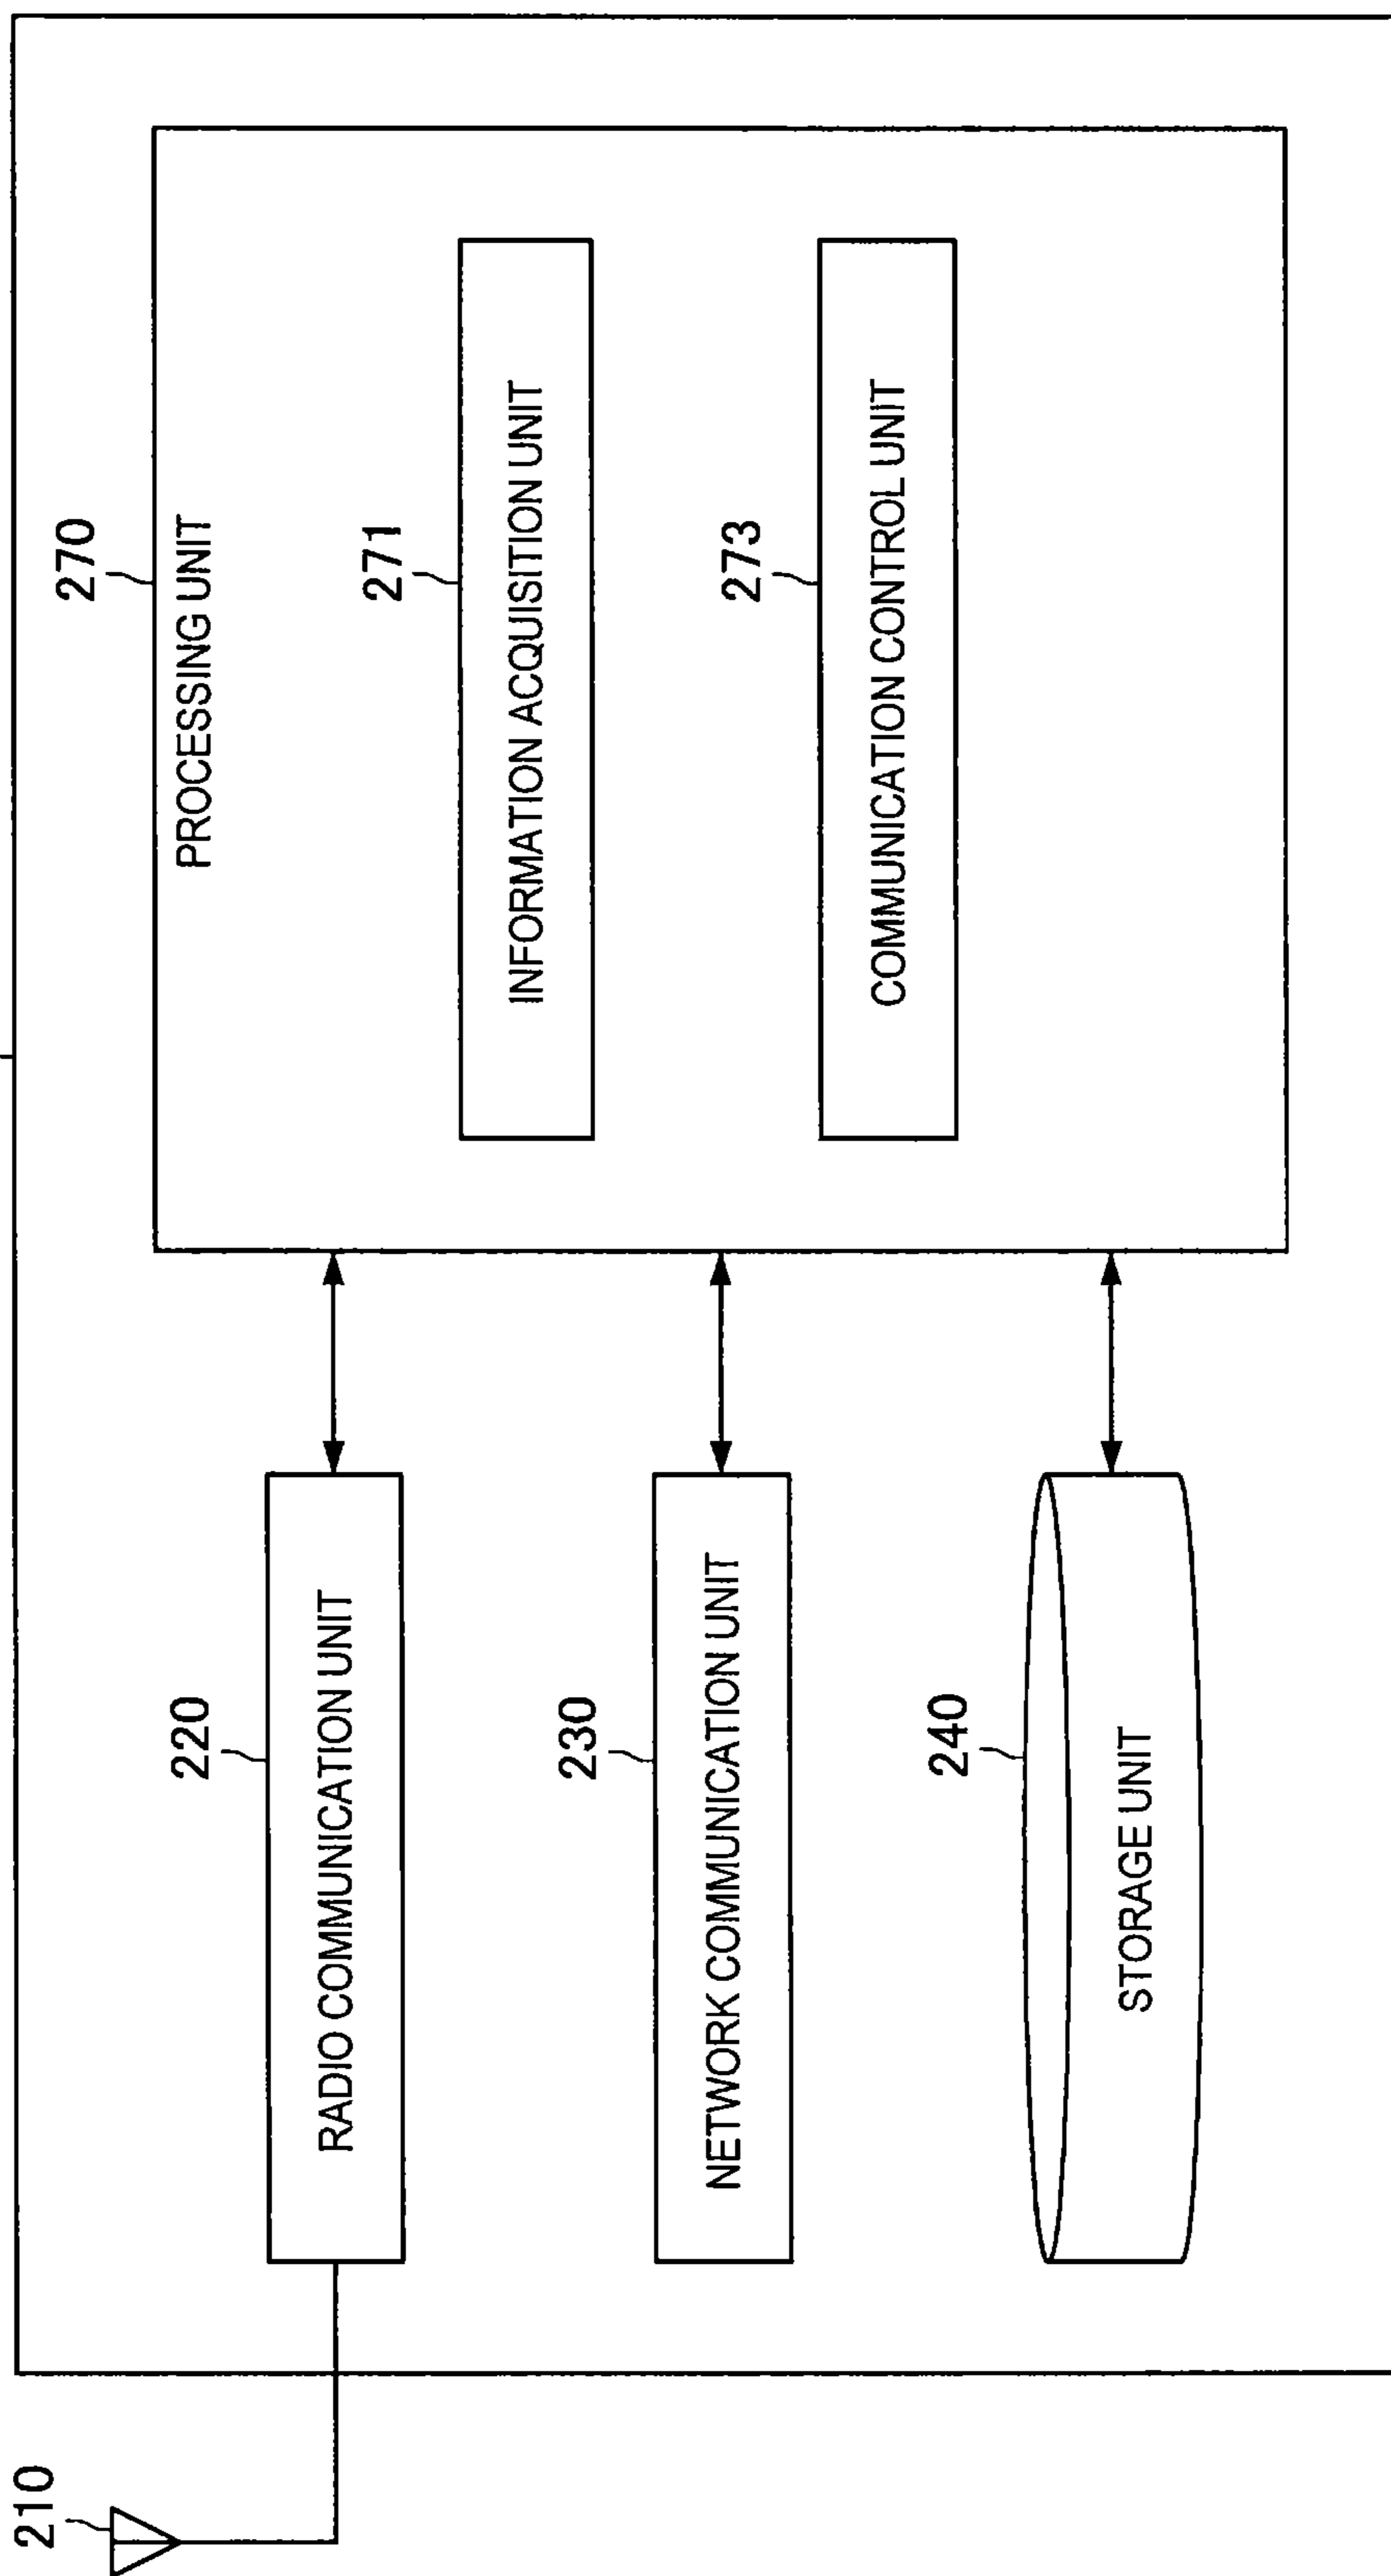 210
220
RADIO COMMUNICATION UNIT
230
NETWORK COMMUNICATION UNIT
240
STORAGE UNIT
270
PROCESSING UNIT
271
INFORMATION ACQUISITION UNIT
273
COMMUNICATION CONTROL UNIT